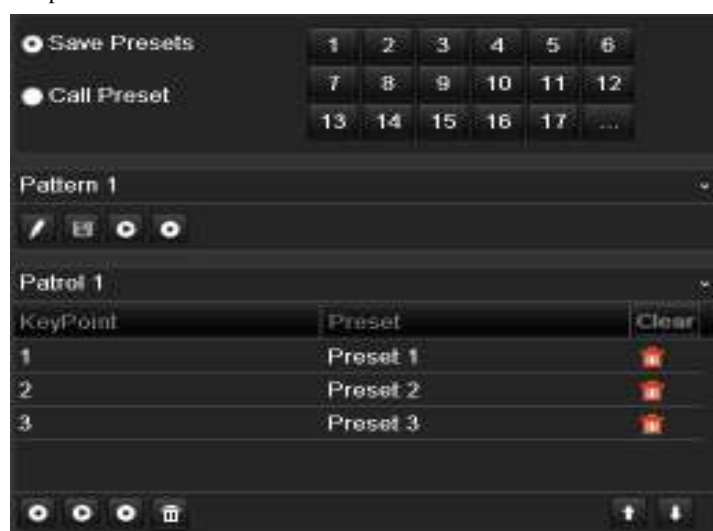 Save Presets
1 2 3 4 5 6
Call Preset
7 8 9 10 11 12
13 14 15 16 17 ...
Pattern 1
Patrol 1
KeyPoint Preset Clear
1 Preset 1
2 Preset 2
3 Preset 3